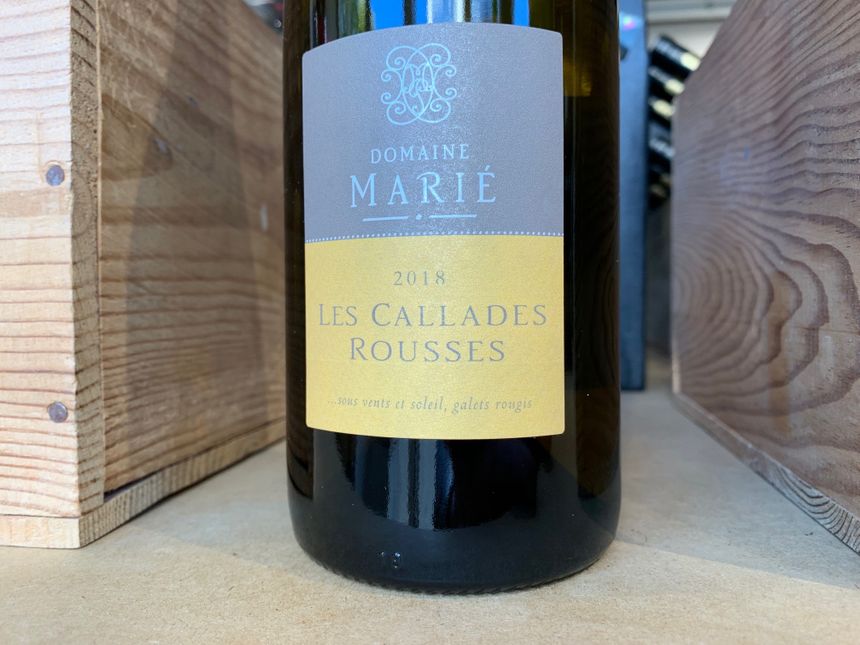 DOMAINE
MARIÉ
2018
LES CALLADES
ROUSSES
...sous vents et soleil, galets rougis